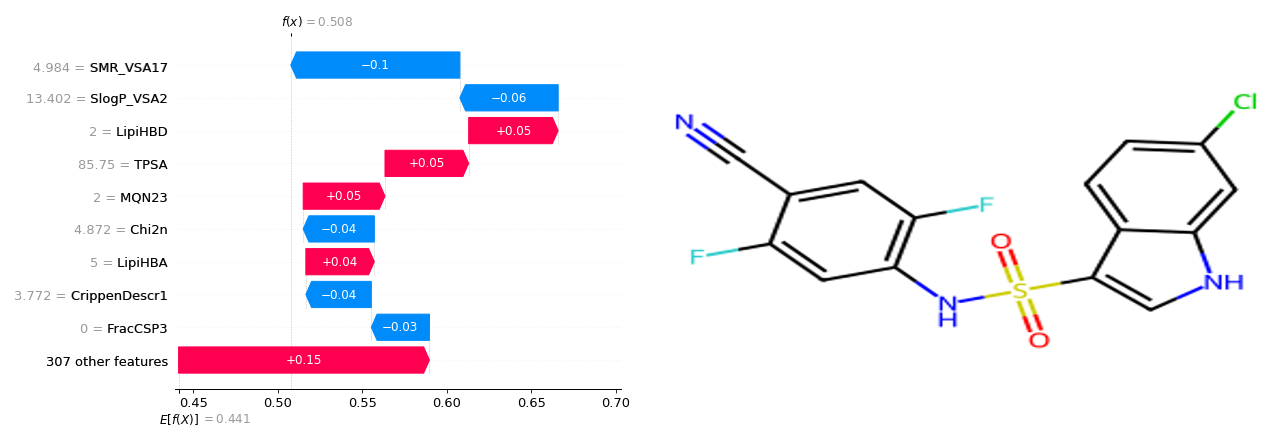 f(x) = 0.508
4.984 = SMR_VSA17
−0.1
13.402 = SlogP_VSA2
−0.06
2 = LipiHBD
+0.05
85.75 = TPSA
+0.05
2 = MQN23
+0.05
4.872 = Chi2n
−0.04
5 = LipiHBA
+0.04
3.772 = CrippenDescr1
−0.04
0 = FracCSP3
−0.03
307 other features
+0.15
0.45 0.50 0.55 0.60 0.65 0.70
E[f(X)] = 0.441
Cl
N
F
F
O
NH
S
N
H
O